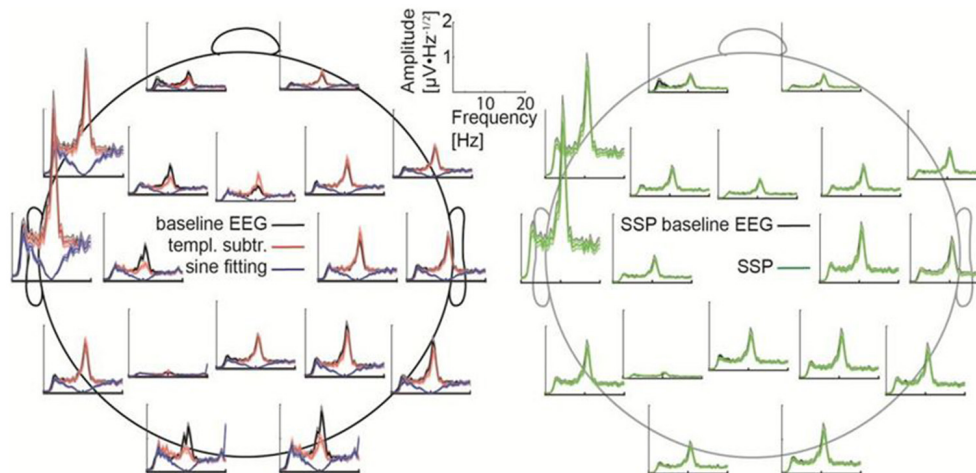 Amplitude
[µV•Hz-1/2)
2
1
10 20
Frequency
[Hz]
baseline EEG
templ. subtr.
sine fitting
SSP baseline EEG
SSP